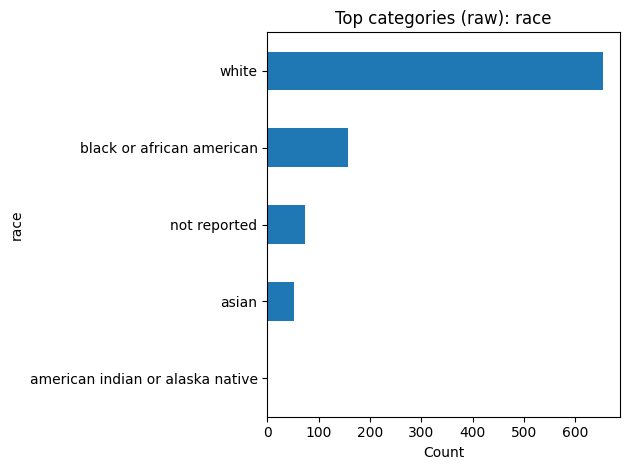 Top categories (raw): race
white
black or african american
not reported
asian
american indian or alaska native
race
0 100 200 300 400 500 600
Count